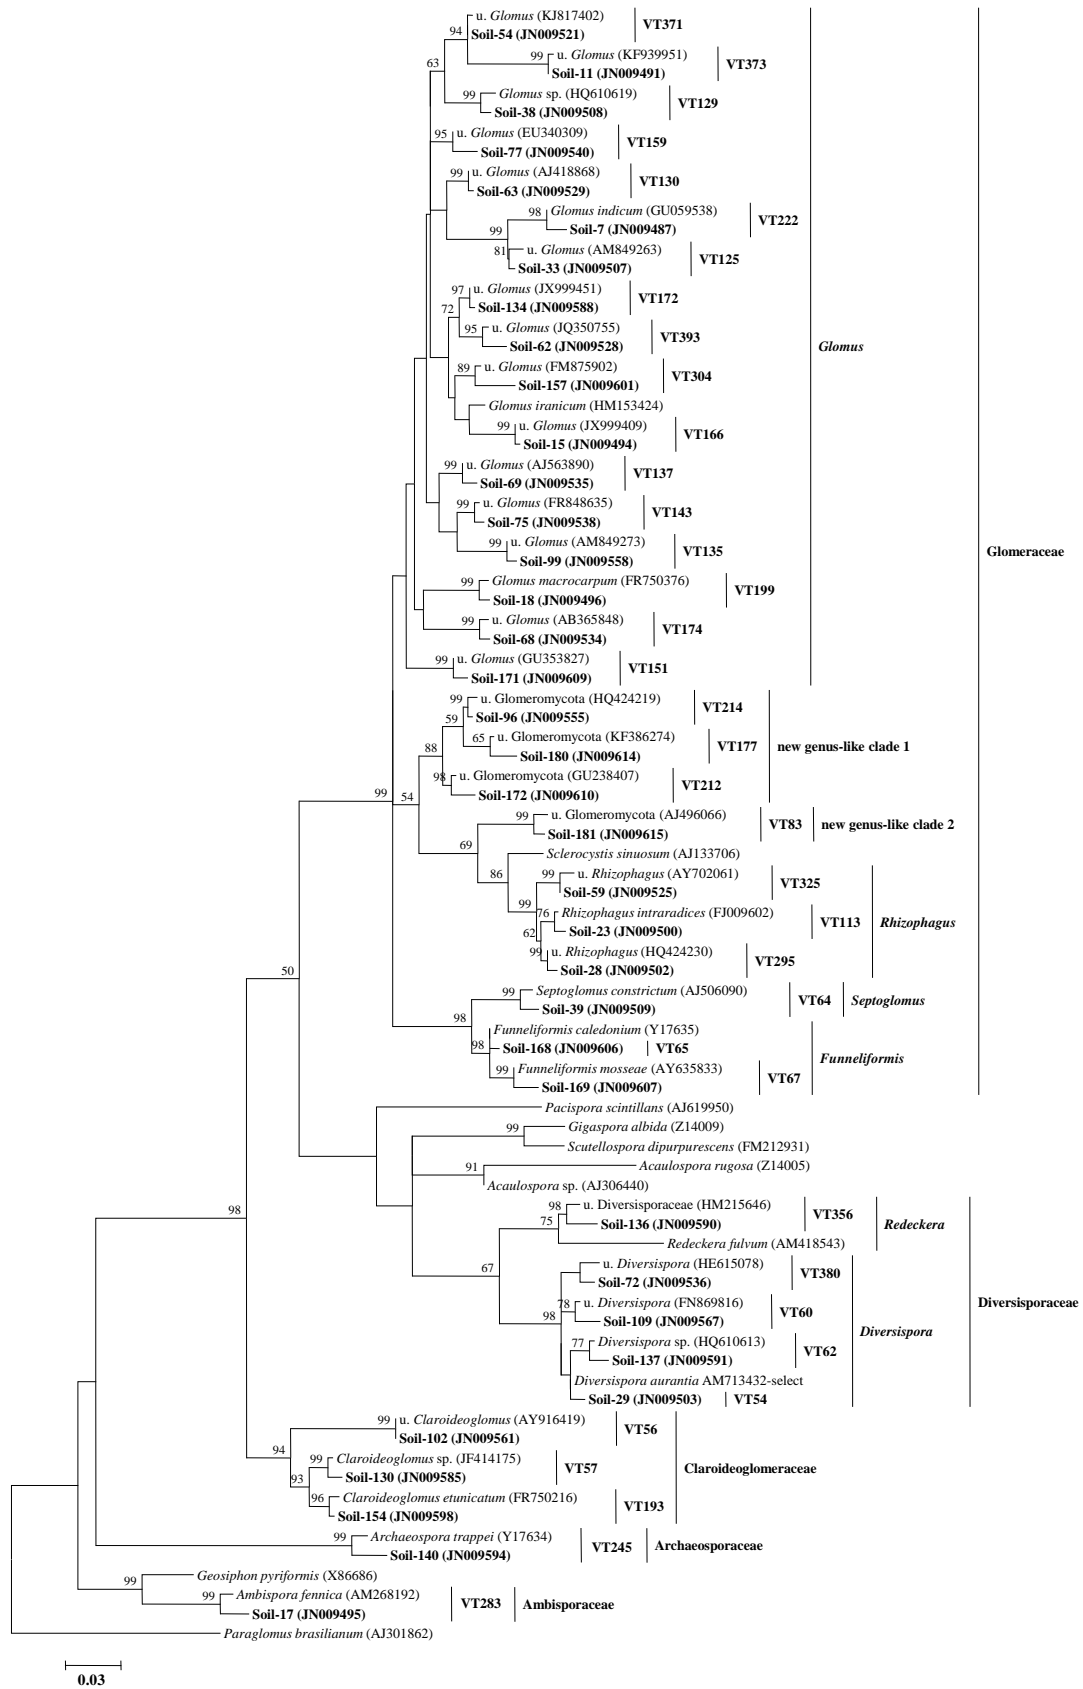 u. Glomus (KJ817402)
94
Soil-54 (JN009521)
VT371
99
u. Glomus (KF939951)
Soil-11 (JN009491)
VT373
63
99
Glomus sp. (HQ610619)
Soil-38 (JN009508)
VT129
95
u. Glomus (EU340309)
Soil-77 (JN009540)
VT159
99
u. Glomus (AJ418868)
Soil-63 (JN009529)
VT130
98
Glomus indicum (GU059538)
Soil-7 (JN009487)
VT222
99
81
u. Glomus (AM849263)
Soil-33 (JN009507)
VT125
97
u. Glomus (JX999451)
Soil-134 (JN009588)
VT172
72
95
u. Glomus (JQ350755)
Soil-62 (JN009528)
VT393
Glomus
89
u. Glomus (FM875902)
Soil-157 (JN009601)
VT304
Glomus iranicum (HM153424)
99
u. Glomus (JX999409)
Soil-15 (JN009494)
VT166
99
u. Glomus (AJ563890)
Soil-69 (JN009535)
VT137
99
u. Glomus (FR848635)
Soil-75 (JN009538)
VT143
99
u. Glomus (AM849273)
Soil-99 (JN009558)
VT135
Glomeraceae
99
Glomus macrocarpum (FR750376)
Soil-18 (JN009496)
VT199
99
u. Glomus (AB365848)
Soil-68 (JN009534)
VT174
99
u. Glomus (GU353827)
Soil-171 (JN009609)
VT151
99
u. Glomeromycota (HQ424219)
Soil-96 (JN009555)
VT214
59
65
u. Glomeromycota (KF386274)
Soil-180 (JN009614)
VT177
new genus-like clade 1
88
98
u. Glomeromycota (GU238407)
Soil-172 (JN009610)
VT212
99
54
99
u. Glomeromycota (AJ496066)
Soil-181 (JN009615)
VT83
new genus-like clade 2
69
Sclerocystis sinuosum (AJ133706)
86
99
u. Rhizophagus (AY702061)
Soil-59 (JN009525)
VT325
99
76
Rhizophagus intraradices (FJ009602)
Soil-23 (JN009500)
VT113
Rhizophagus
62
99
u. Rhizophagus (HQ424230)
Soil-28 (JN009502)
VT295
50
99
Septoglomus constrictum (AJ506090)
Soil-39 (JN009509)
VT64
Septoglomus
98
Funneliformis caledonium (Y17635)
98
Soil-168 (JN009606)
VT65
Funneliformis
99
Funneliformis mosseae (AY635833)
Soil-169 (JN009607)
VT67
Pacispora scintillans (AJ619950)
99
Gigaspora albida (Z14009)
Scutellospora dipurpurescens (FM212931)
91
Acaulospora rugosa (Z14005)
Acaulospora sp. (AJ306440)
98
98
u. Diversisporaceae (HM215646)
Soil-136 (JN009590)
VT356
Redeckera
75
Redeckera fulvum (AM418543)
67
u. Diversispora (HE615078)
Soil-72 (JN009536)
VT380
78
u. Diversispora (FN869816)
98
Soil-109 (JN009567)
VT60
Diversisporaceae
Diversispora
77
Diversispora sp. (HQ610613)
Soil-137 (JN009591)
VT62
Diversispora aurantia AM713432-select
Soil-29 (JN009503)
VT54
99
u. Claroideoglomus (AY916419)
Soil-102 (JN009561)
VT56
94
99
Claroideoglomus sp. (JF414175)
Soil-130 (JN009585)
VT57
Claroideoglomeraceae
93
96
Claroideoglomus etunicatum (FR750216)
Soil-154 (JN009598)
VT193
99
Archaeospora trappei (Y17634)
Soil-140 (JN009594)
VT245
Archaeosporaceae
99
Geosiphon pyriformis (X86686)
99
Ambispora fennica (AM268192)
Soil-17 (JN009495)
VT283
Ambisporaceae
Paraglomus brasilianum (AJ301862)
0.03